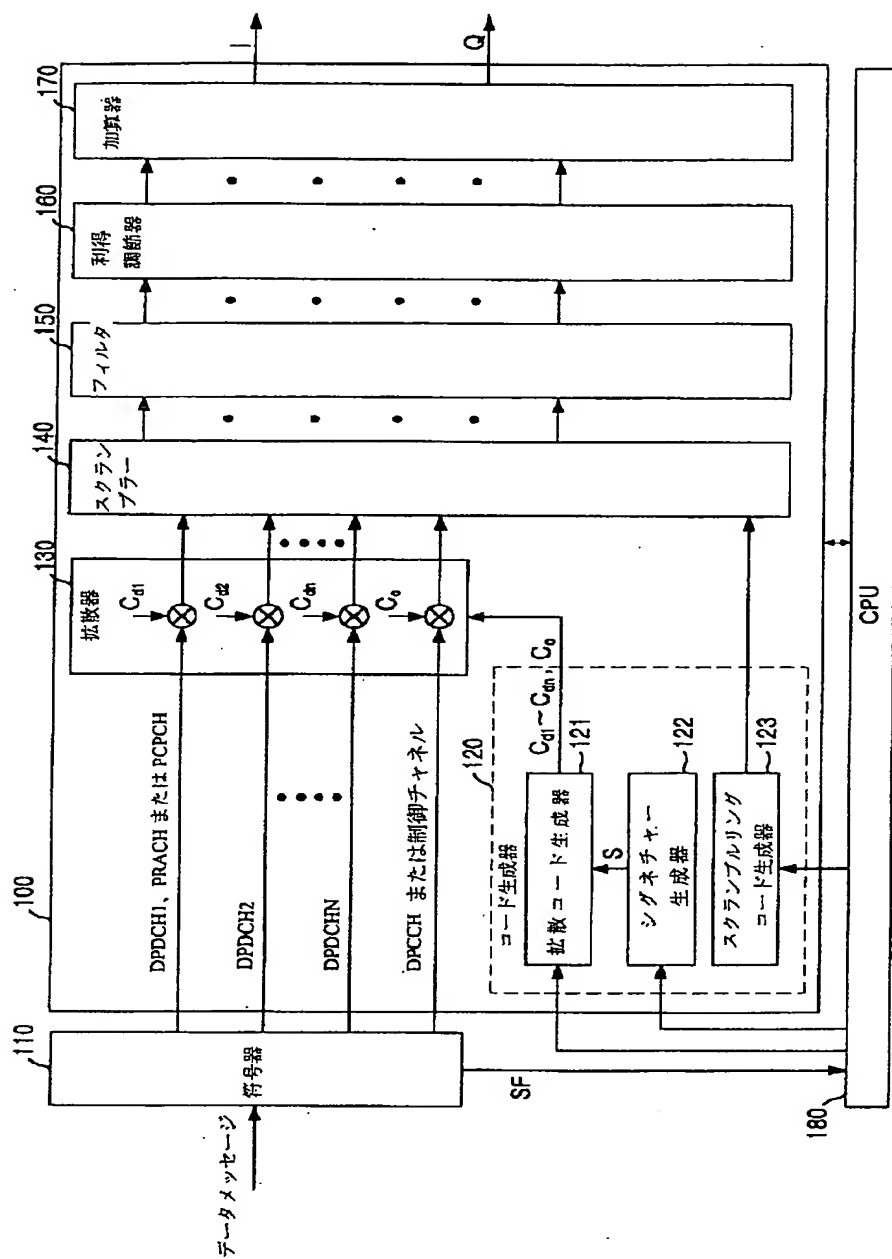 データメッセージ
110
符号器
SF
180
CPU
100
DPDCH1、PRACH または PCPCH
DPDCH2
DPDCHN
DPCCH または制御チャネル
120
コード生成器
拡散コード生成器
121
S
シグネチャー
生成器
122
スクランブルリング
コード生成器
123
Cd1~Cdn, Co
130
拡散器
Cd1
Cd2
Cdn
Co
140
スクラン
ブラー
150
フィルタ
160
利得
調節器
170
加算器
I
Q